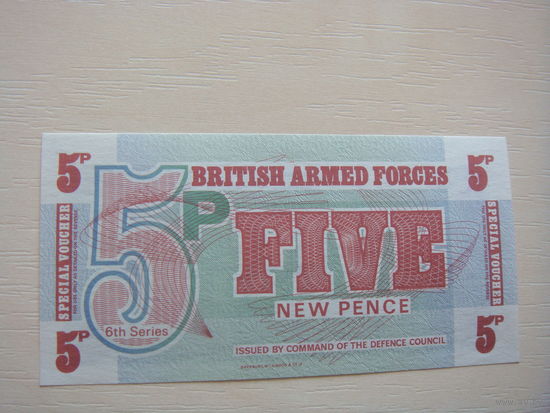 5P
BRITISH ARMED FORCES
5P
SPECIAL VOUCHER
5P
FIVE
NEW PENCE
6th Series
ISSUED BY COMMAND OF THE DEFENCE COUNCIL
SPECIAL VOUCHER
5P
5P